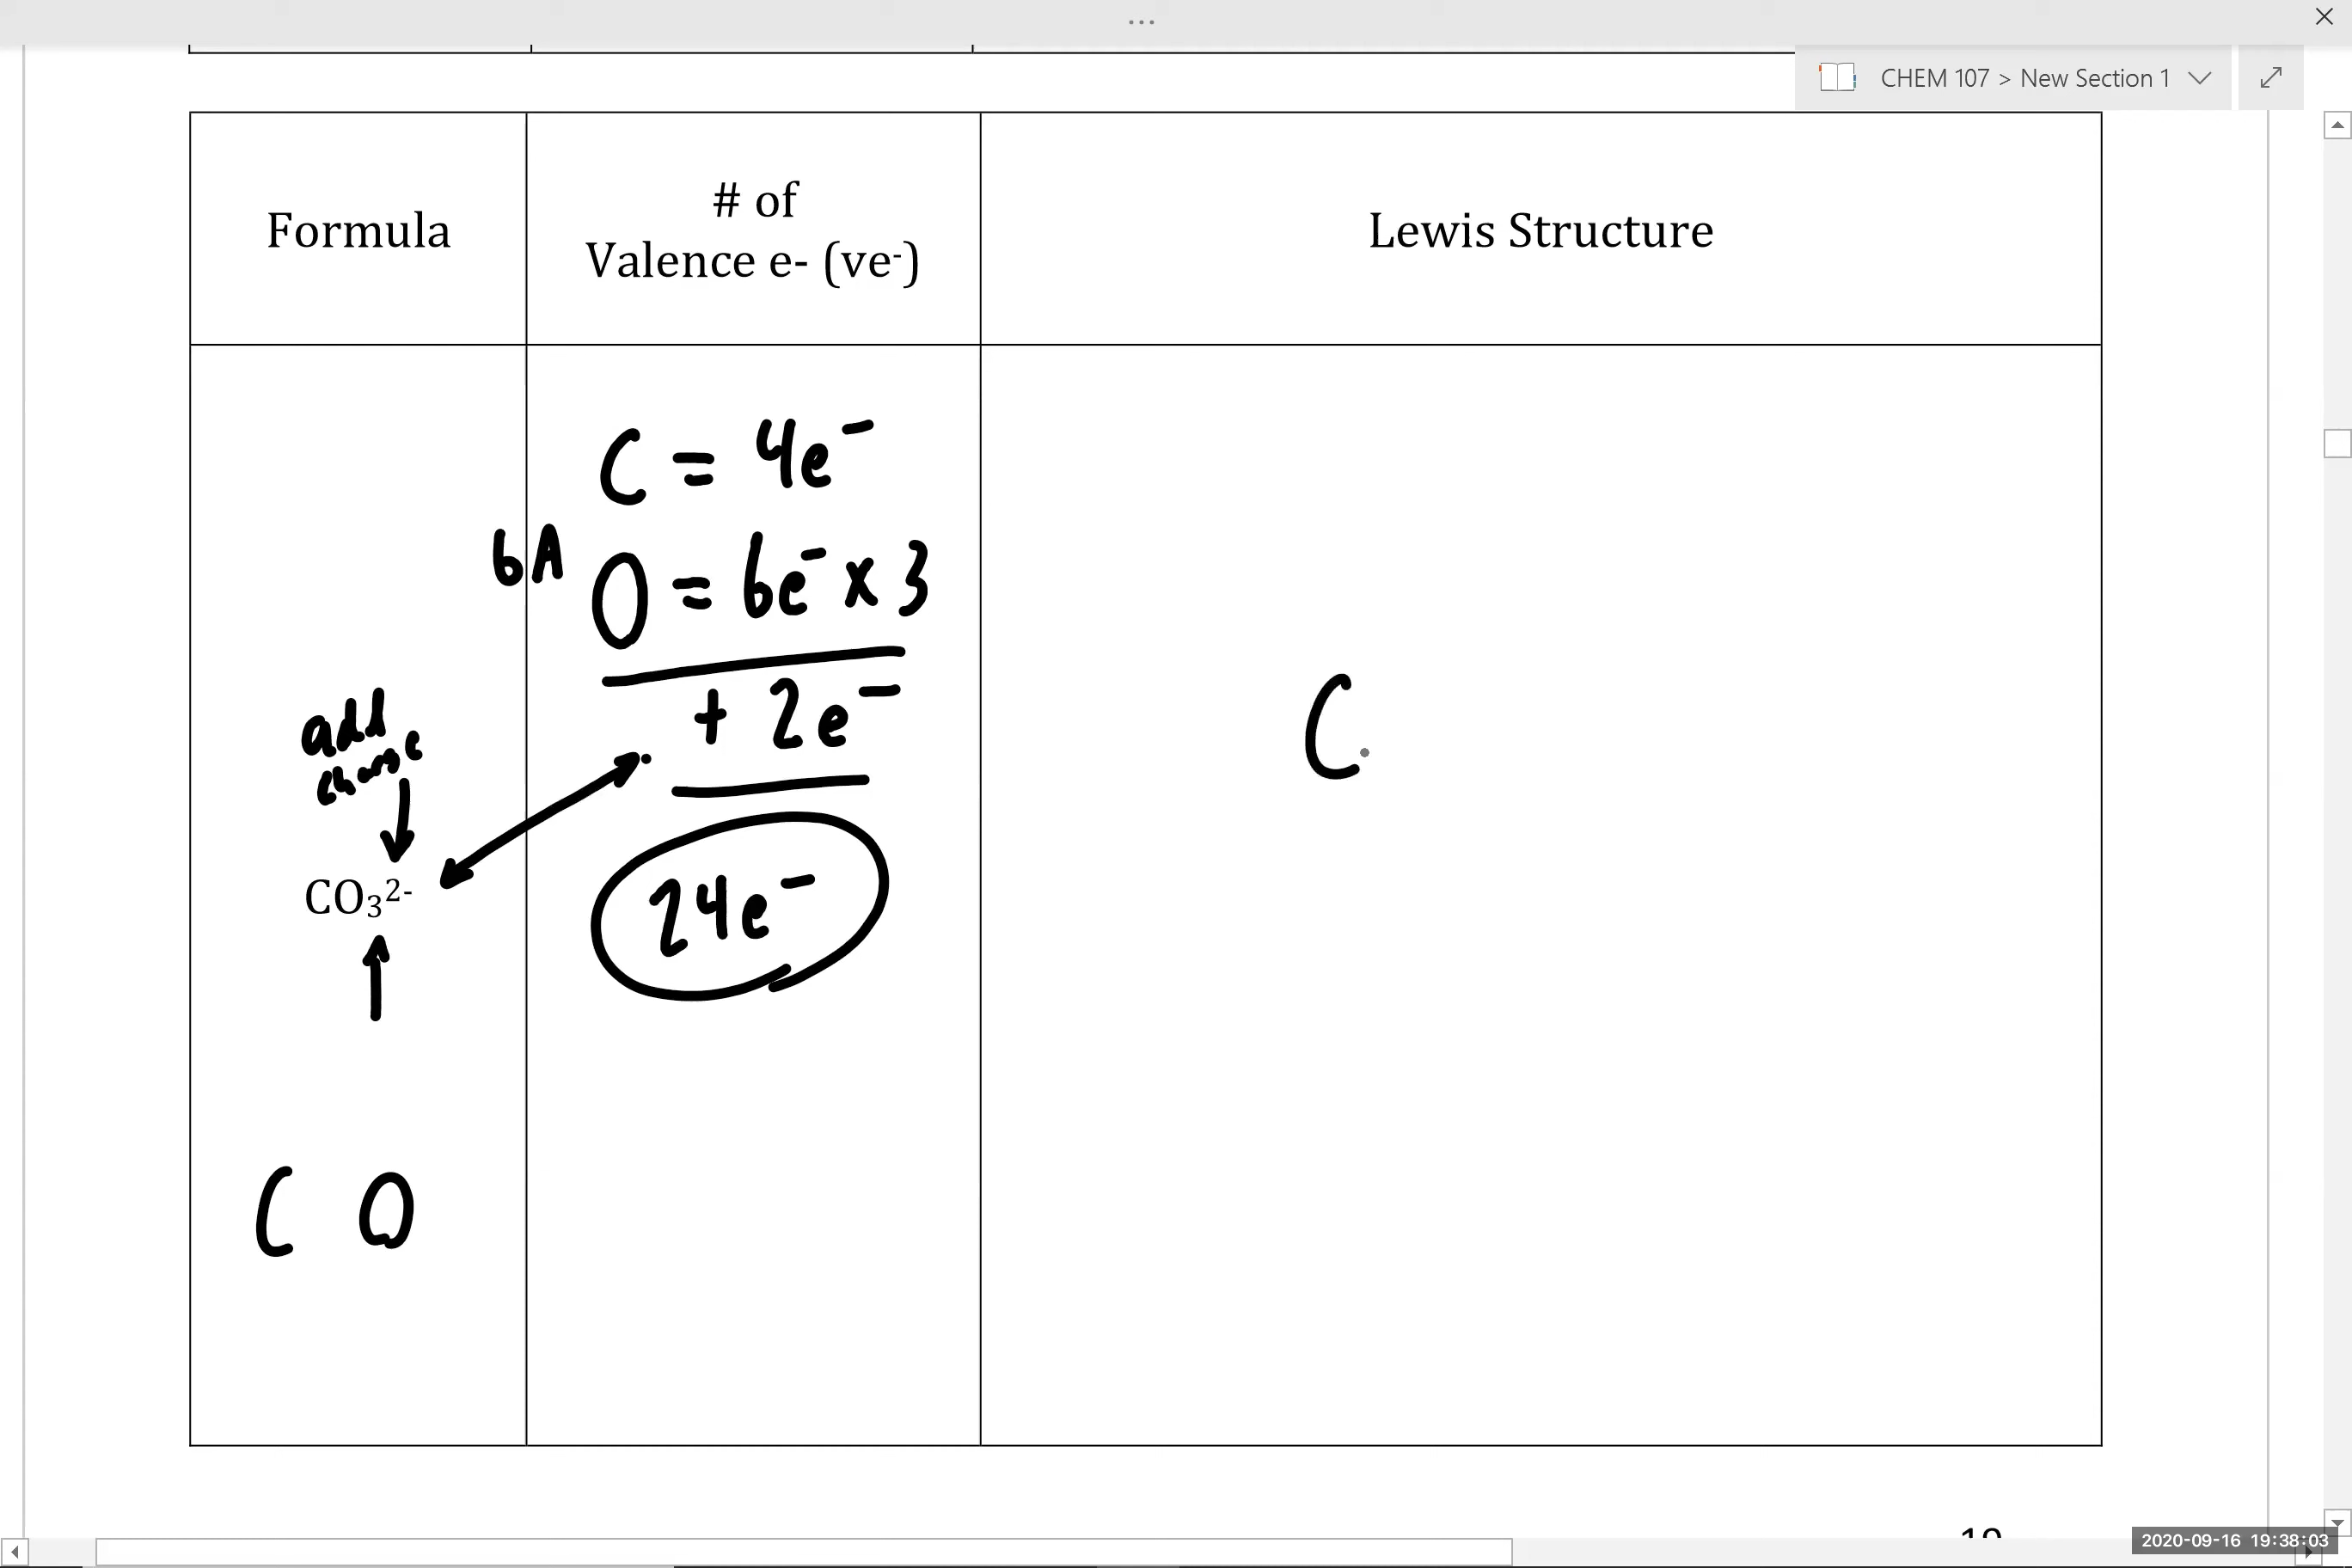 CHEM 107 > New Section 1
Formula
# of
Valence e- (ve⁻)
Lewis Structure
C = 4e⁻
6A O = 6e⁻ x 3
+ 2e⁻
24e⁻
add
CO₃²⁻
C O
C
2020-09-16 19:38:03